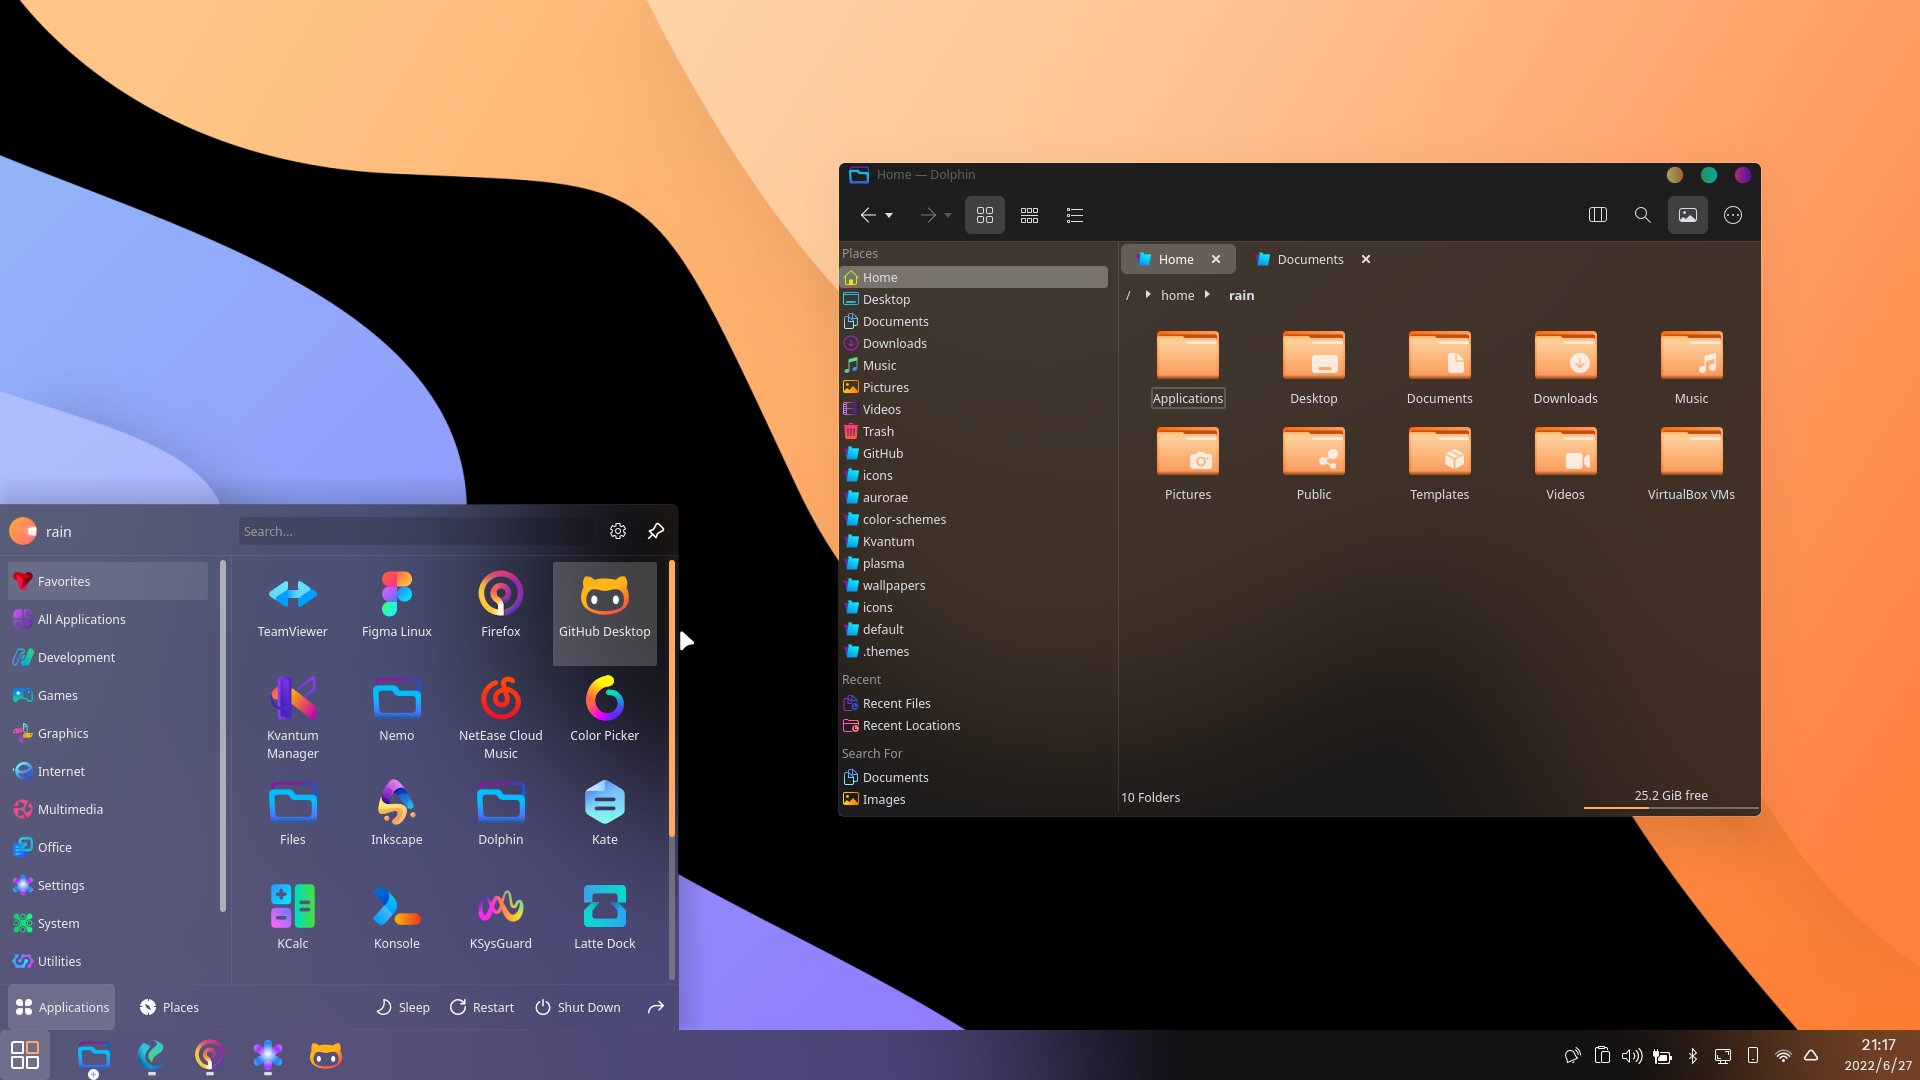 Home — Dolphin
Places
Home
Desktop
Documents
Downloads
Music
Pictures
Videos
Trash
GitHub
icons
aurorae
color-schemes
Kvantum
plasma
wallpapers
icons
default
.themes
Recent
Recent Files
Recent Locations
Search For
Documents
Images
Home Documents
/ home rain
Applications Desktop Documents Downloads Music
Pictures Public Templates Videos VirtualBox VMs
10 Folders 25.2 GiB free
rain Search...
Favorites
All Applications
Development
Games
Graphics
Internet
Multimedia
Office
Settings
System
Utilities
TeamViewer Figma Linux Firefox GitHub Desktop
Kvantum Manager Nemo NetEase Cloud Music Color Picker
Files Inkscape Dolphin Kate
KCalc Konsole KSysGuard Latte Dock
Applications Places Sleep Restart Shut Down
21:17
2022/6/27